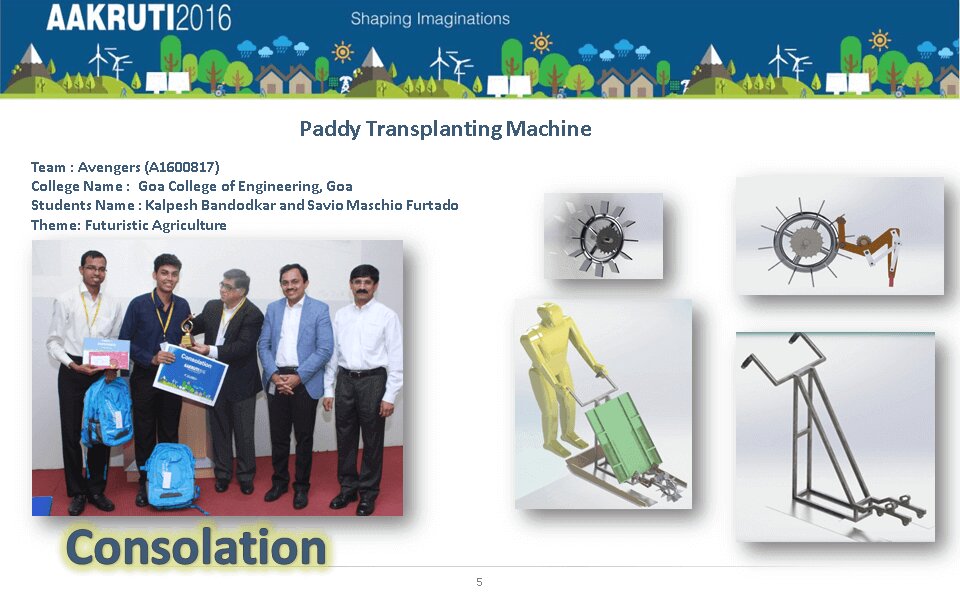 AAKRUTI2016
Shaping Imaginations
Paddy Transplanting Machine
Team : Avengers (A1600817)
College Name : Goa College of Engineering, Goa
Students Name : Kalpesh Bandodkar and Savio Maschio Furtado
Theme: Futuristic Agriculture
Consolation
AAKRUTI
Consolation
5